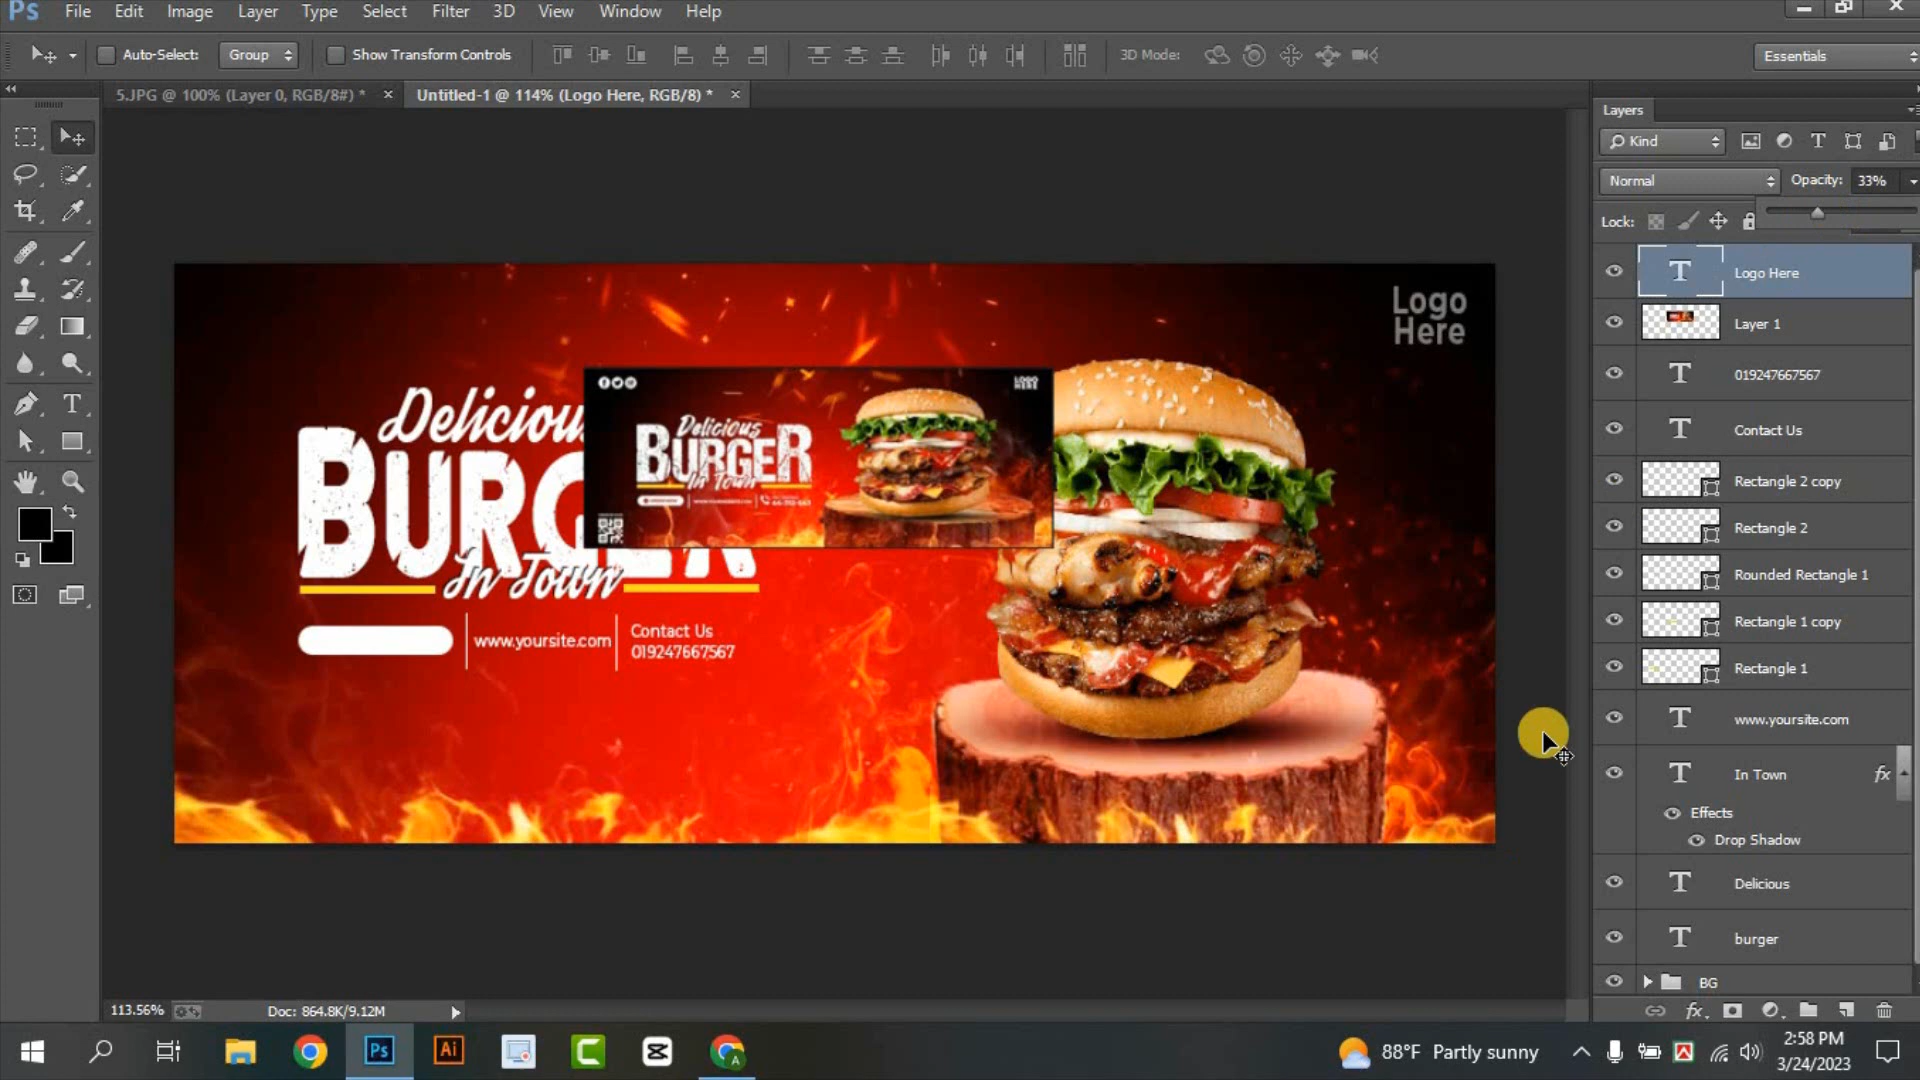 Ps File Edit Image Layer Type Select Filter 3D View Window Help
Auto-Select: Group Show Transform Controls 3D Mode: Essentials
5.JPG @ 100% (Layer 0, RGB/8#) * × Untitled-1 @ 114% (Logo Here, RGB/8) * ×
Layers
Kind
Normal Opacity: 33%
Lock:
Logo Here
Layer 1
019247667567
Contact Us
Rectangle 2 copy
Rectangle 2
Rounded Rectangle 1
Rectangle 1 copy
Rectangle 1
www.yoursite.com
In Town fx
Effects
Drop Shadow
Delicious
burger
BG
fx
Logo
Here
Delicious
BURGER
In Town
www.yoursite.com
Contact Us
019247667567
LOGO
HERE
Delicious
BURGER
In Town
113.56% Doc: 864.8K/9.12M
Ps Ai C A
88°F Partly sunny
2:58 PM
3/24/2023